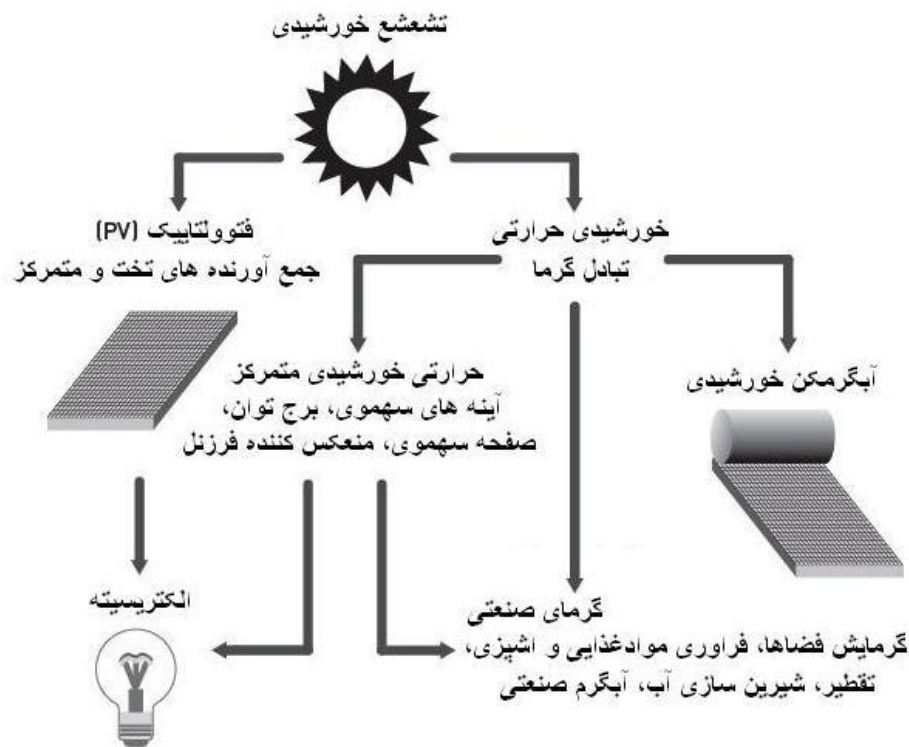 تشعشع خورشیدی
فتوولتاییک (PV)
جمع آورنده های تخت و متمرکز
خورشیدی حرارتی
تبادل گرما
حرارتی خورشیدی متمرکز
آینه های سهموی، برج توان،
صفحه سهموی، منعکس کننده فرزنل
آبگرمکن خورشیدی
الکتریسیته
گرمای صنعتی
گرمایش فضاها، فراوری موادغذایی و اشپزی،
تقطیر، شیرین سازی آب، آبگرم صنعتی